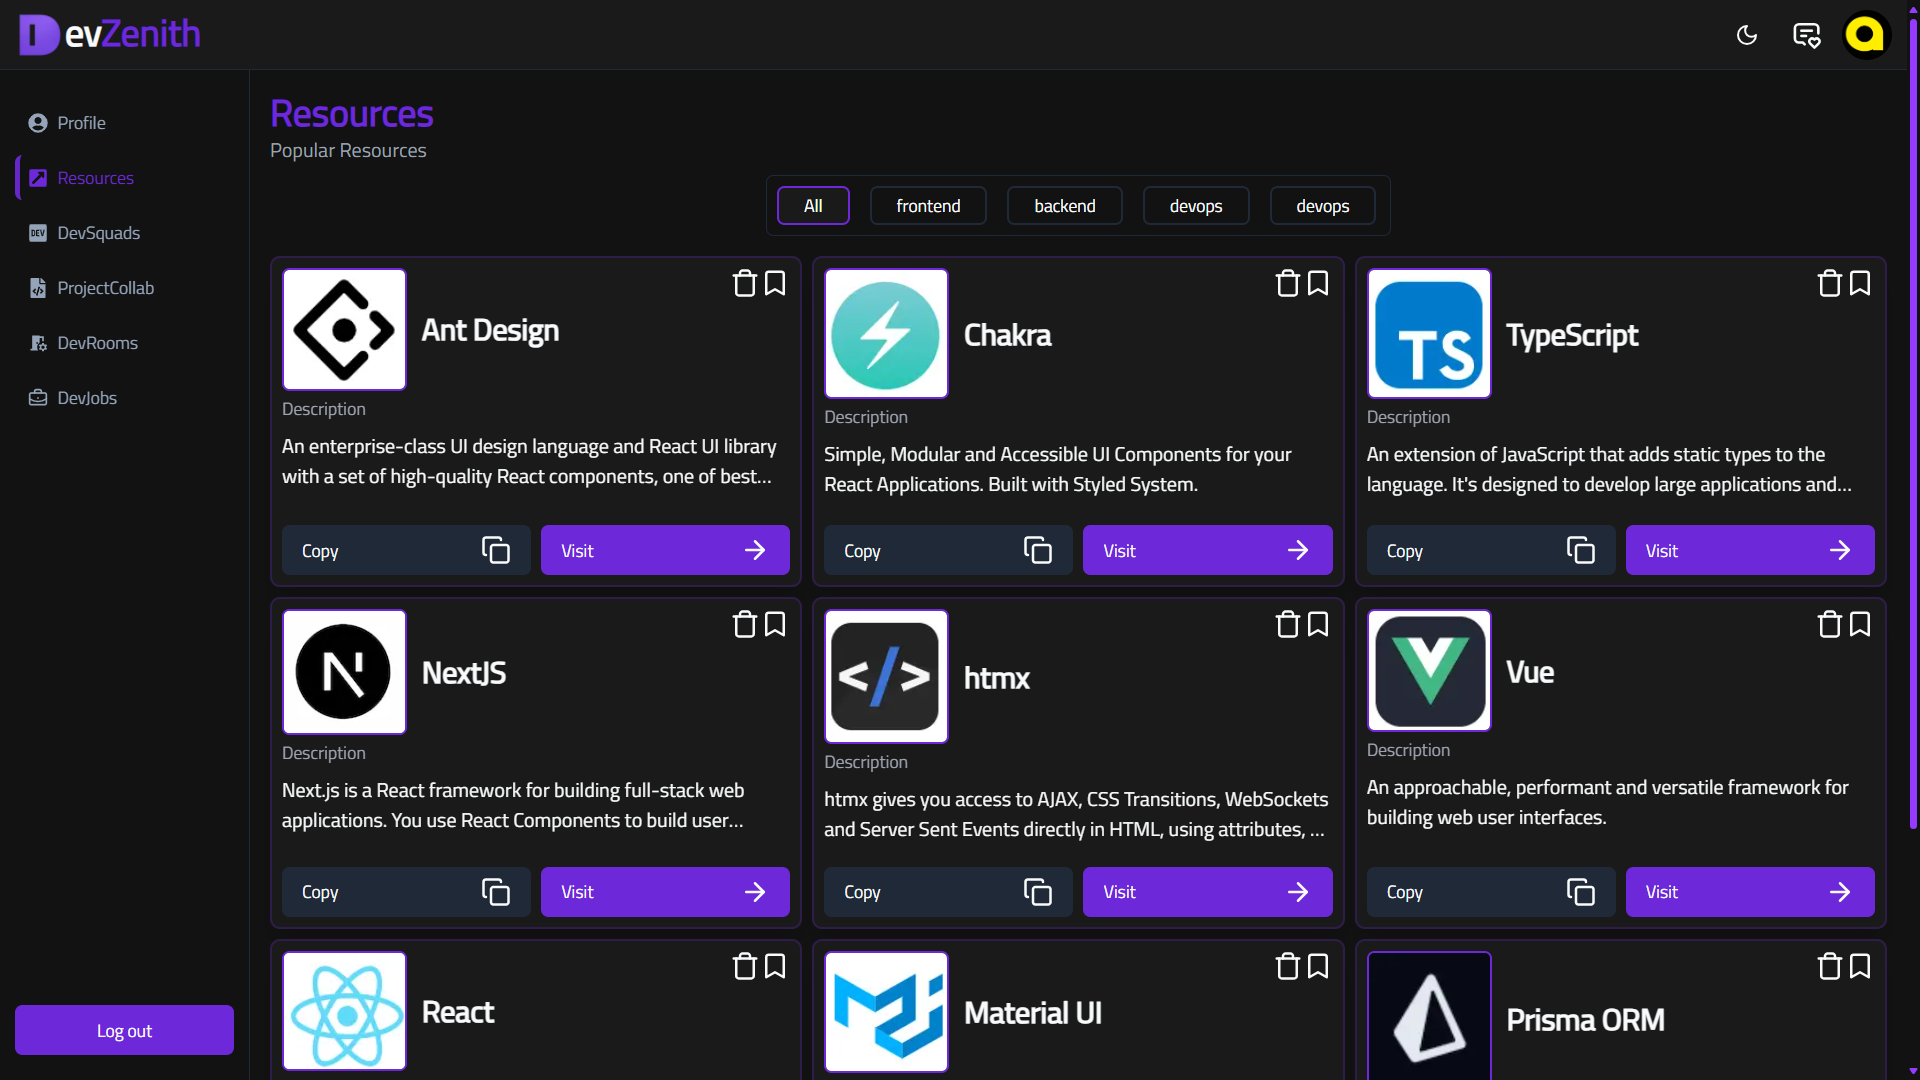 DevZenith
Profile
Resources
DevSquads
ProjectCollab
DevRooms
DevJobs
Log out
Resources
Popular Resources
All
frontend
backend
devops
devops
Ant Design
Description
An enterprise-class UI design language and React UI library
with a set of high-quality React components, one of best...
Copy
Visit
Chakra
Description
Simple, Modular and Accessible UI Components for your
React Applications. Built with Styled System.
Copy
Visit
TS
TypeScript
Description
An extension of JavaScript that adds static types to the
language. It's designed to develop large applications and...
Copy
Visit
N
NextJS
Description
Next.js is a React framework for building full-stack web
applications. You use React Components to build user...
Copy
Visit
</>
htmx
Description
htmx gives you access to AJAX, CSS Transitions, WebSockets
and Server Sent Events directly in HTML, using attributes, ...
Copy
Visit
Vue
Description
An approachable, performant and versatile framework for
building web user interfaces.
Copy
Visit
React
Material UI
Prisma ORM